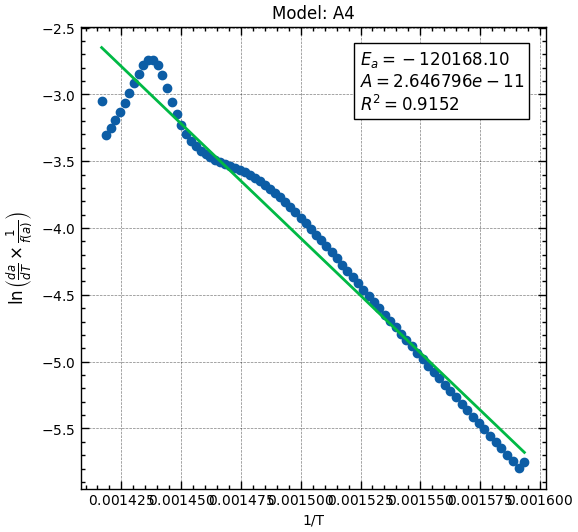 Model: A4
E_a = −120168.10
A = 2.646796e − 11
R² = 0.9152
−2.5
−3.0
−3.5
−4.0
−4.5
−5.0
−5.5
ln (da/dT × 1/f(a))
0.001425 0.001450 0.001475 0.001500 0.001525 0.001550 0.001575 0.001600
1/T